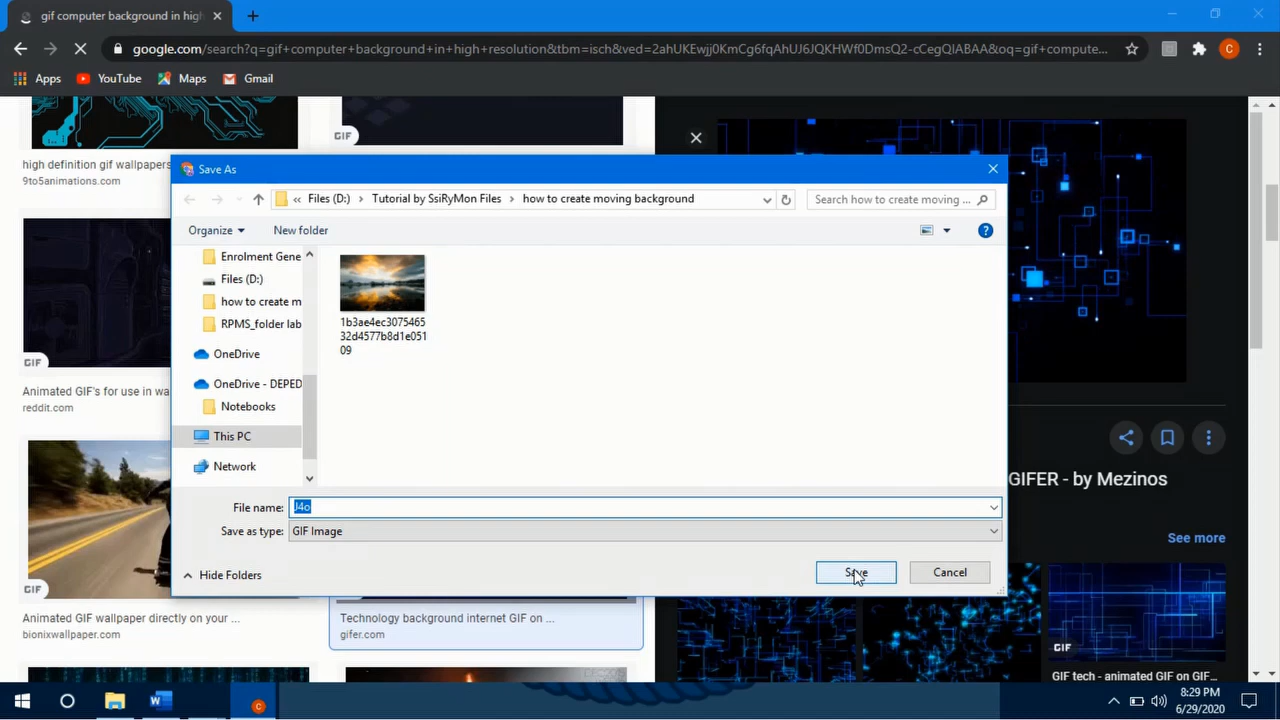 gif computer background in high
google.com/search?q=gif+computer+background+in+high+resolution&tbm=isch&ved=2ahUKEwjj0KmCg6fqAhUJ6JQKHWf0DmsQ2-cCegQIABAA&oq=gif+compute...
C
Apps
YouTube
Maps
Gmail
GIF
high definition gif wallpapers
9to5animations.com
Save As
« Files (D:) > Tutorial by SsiRyMon Files > how to create moving background
Search how to create moving ...
Organize
New folder
Enrolment Gene
Files (D:)
how to create m
RPMS_folder lab
OneDrive
OneDrive - DEPED
Notebooks
This PC
Network
1b3ae4ec3075465
32d4577b8d1e051
09
File name: J4o
Save as type: GIF Image
Hide Folders
Save
Cancel
GIF
Animated GIF's for use in wa
reddit.com
GIF
Animated GIF wallpaper directly on your ...
bionixwallpaper.com
Technology background internet GIF on ...
gifer.com
GIFER - by Mezinos
See more
GIF
GIF tech - animated GIF on GIF...
W
C
8:29 PM
6/29/2020